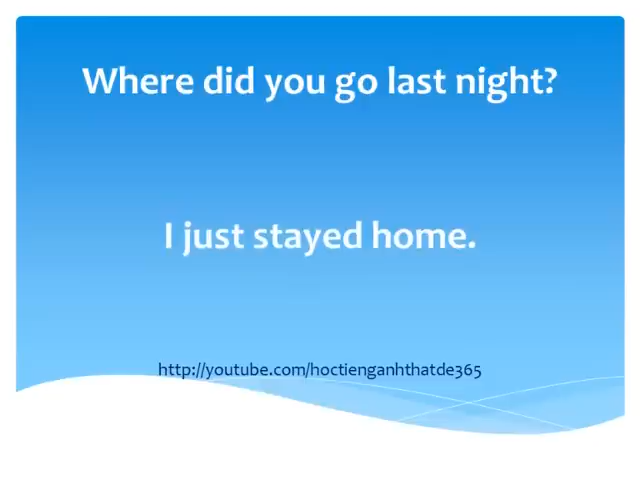 Where did you go last night?
I just stayed home.
http://youtube.com/hoctienganhthatde365